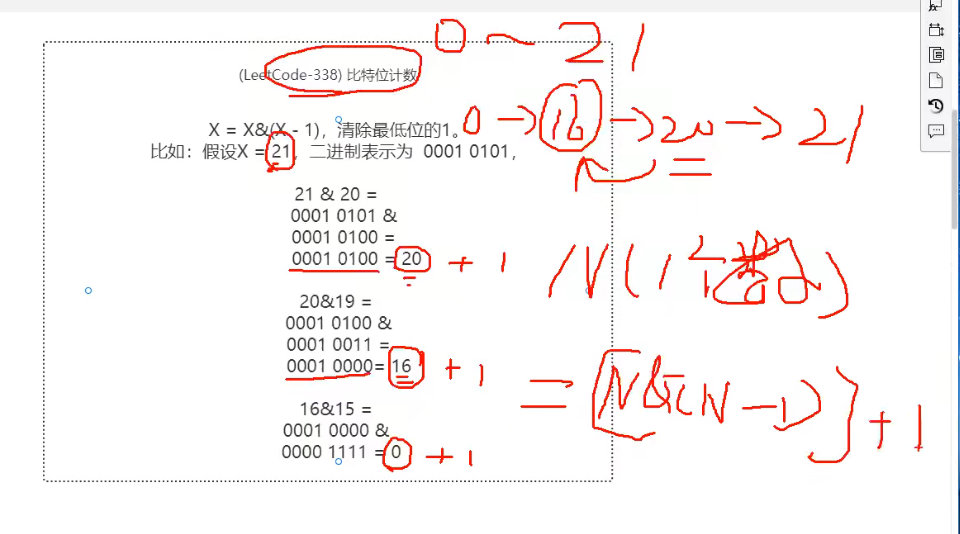 0 ~ 21
(LeetCode-338) 比特位计数
0 → 16 → 20 → 21
X = X&(X - 1)，清除最低位的1。
比如：假设X = 21，二进制表示为 0001 0101，
21 & 20 =
0001 0101 &
0001 0100 =
0001 0100 = 20 + 1
N(1
20&19 =
0001 0100 &
0001 0011 =
0001 0000= 16 + 1
= [N&(N-1)] + 1
16&15 =
0001 0000 &
0000 1111 = 0 + 1